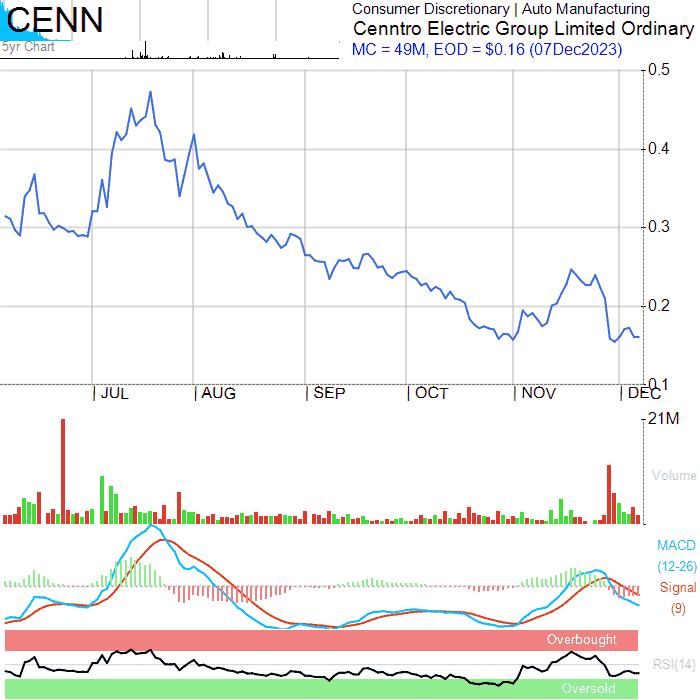 CENN
Consumer Discretionary | Auto Manufacturing
Cenntro Electric Group Limited Ordinary
5yr Chart
MC = 49M, EOD = $0.16 (07Dec2023)
0.5
0.4
0.3
0.2
0.1
JUL AUG SEP OCT NOV DEC
21M
Volume
MACD
(12-26)
Signal
(9)
Overbought
RSI(14)
Oversold